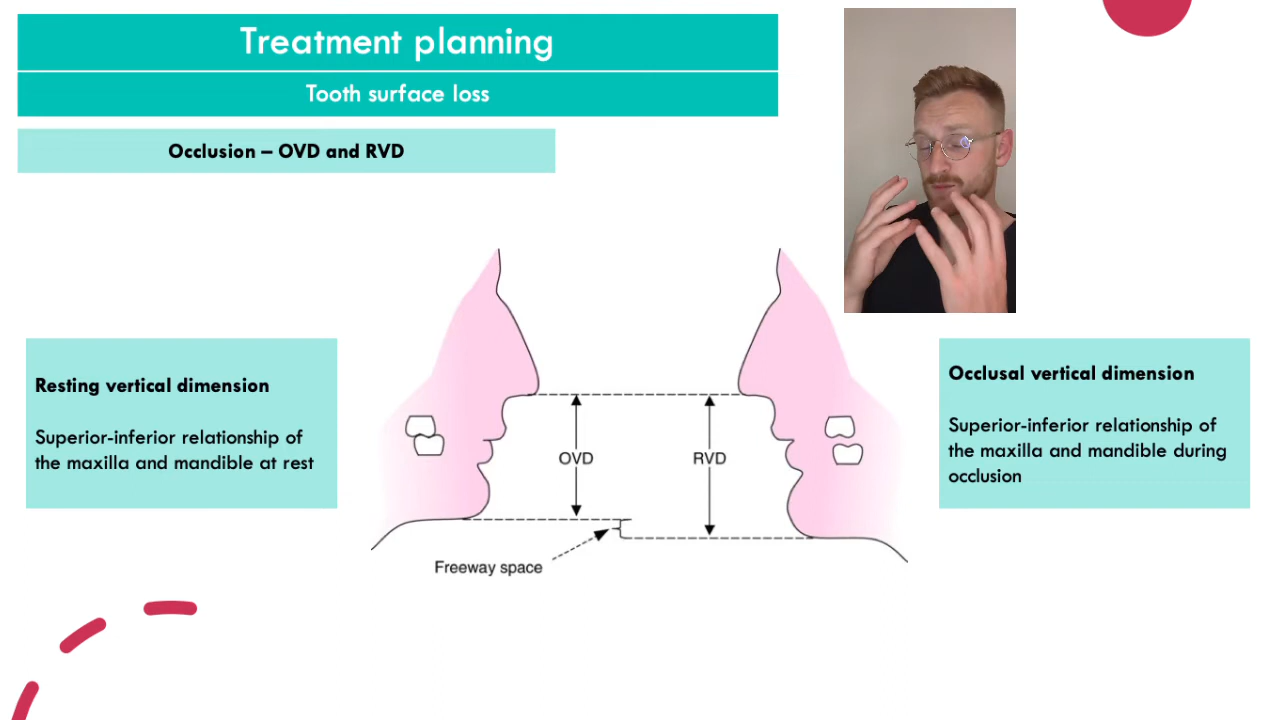 Treatment planning
Tooth surface loss
Occlusion – OVD and RVD
Resting vertical dimension
Superior-inferior relationship of
the maxilla and mandible at rest
OVD
RVD
Freeway space
Occlusal vertical dimension
Superior-inferior relationship of
the maxilla and mandible during
occlusion